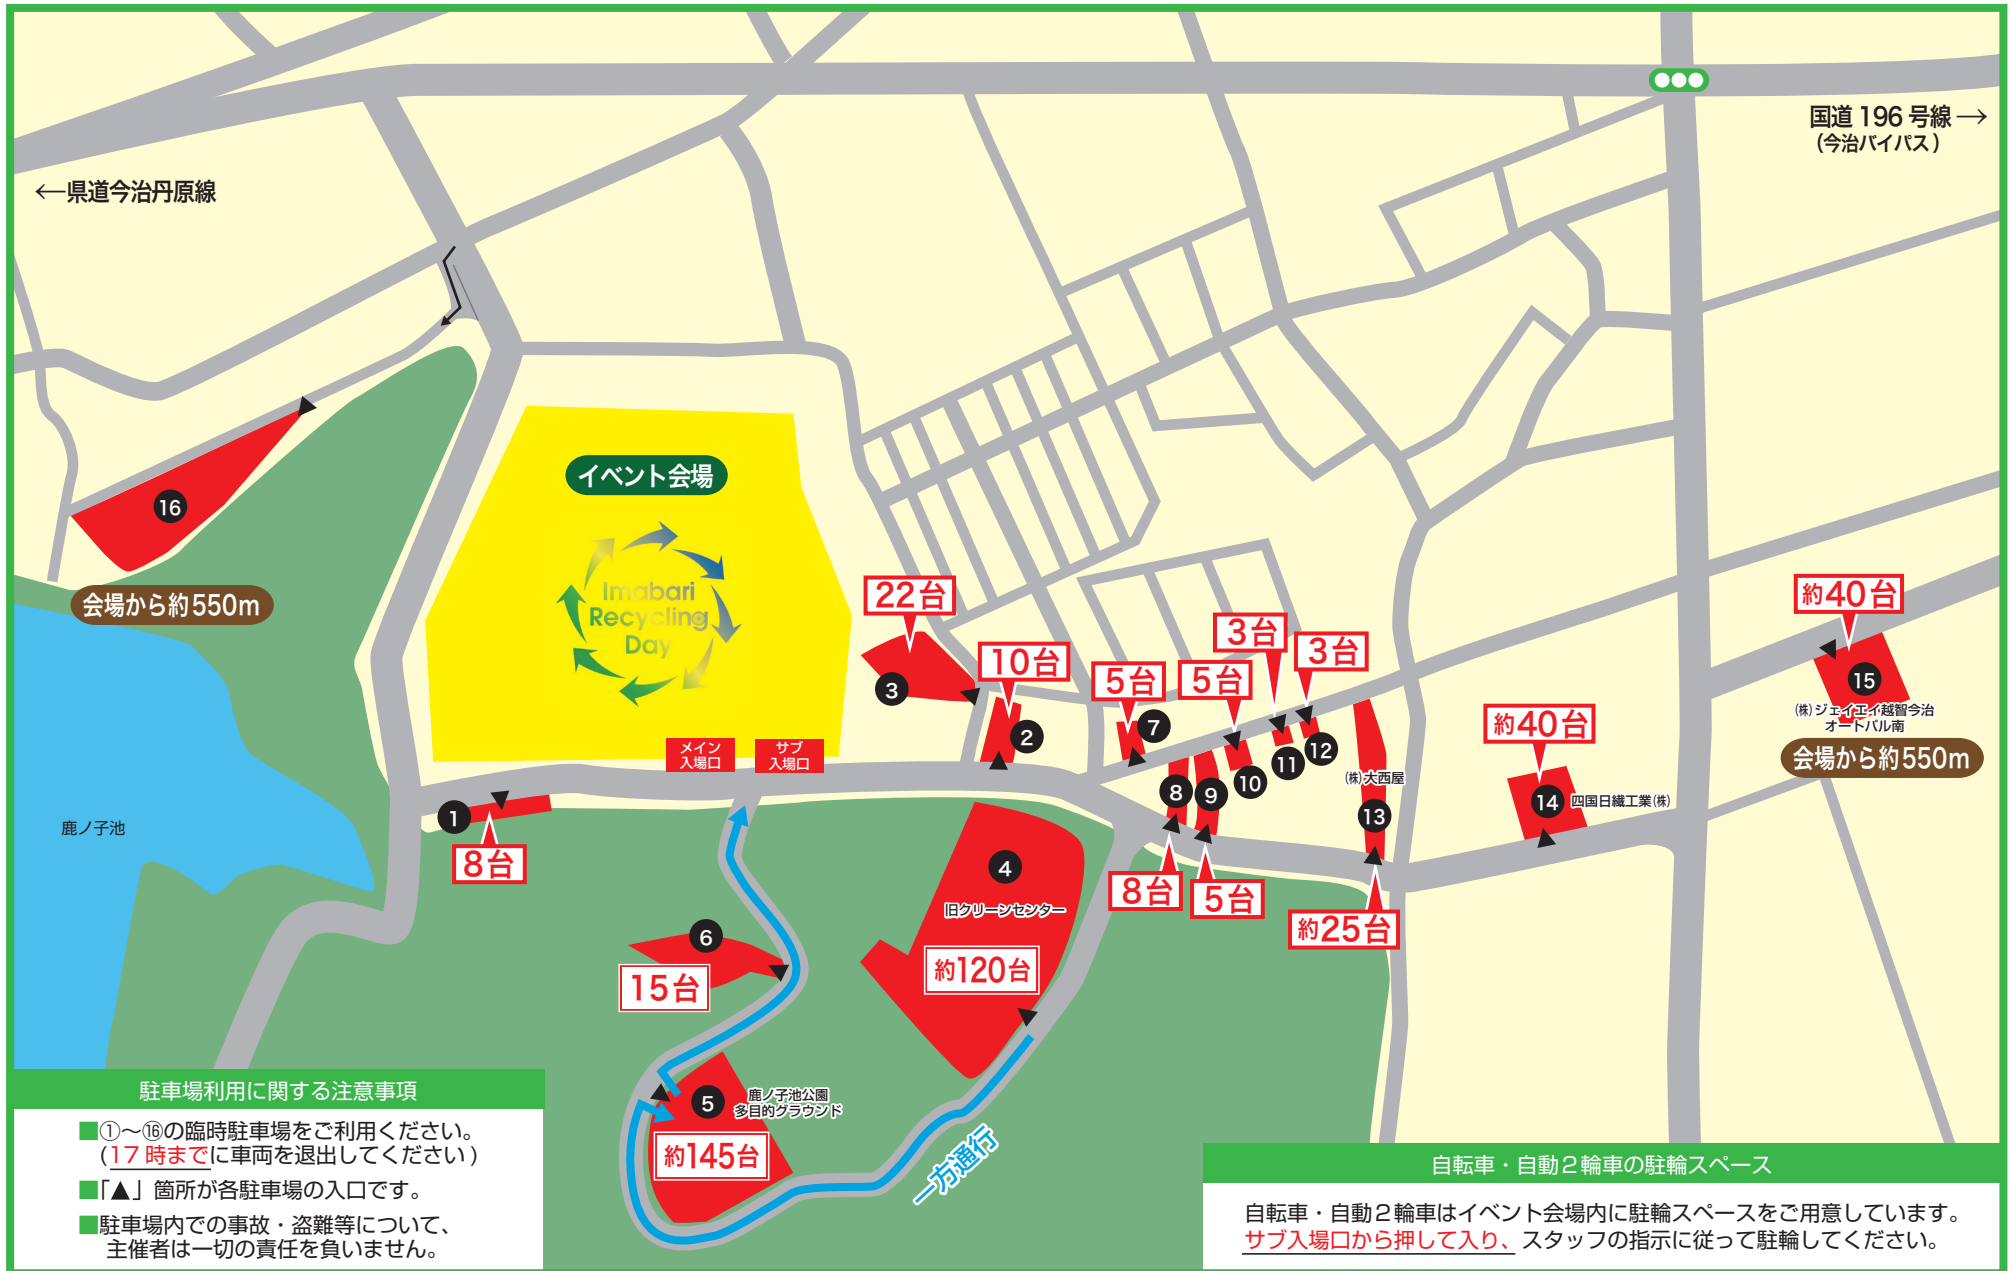 国道 196 号線→
(今治バイパス)
←県道今治丹原線
イベント会場
16
Imabari
Recycling
Day
会場から約550m
22台
3
10台
2
5台
7
5台
3台
3台
約40台
15
(株)ジェイエイ越智今治
オートパル南
会場から約550m
約40台
14
四国日繊工業(株)
メイン
入場口
サブ
入場口
8
9
10
11
12
(株)大西屋
13
1
8台
鹿ノ子池
4
旧クリーンセンター
約120台
8台
5台
約25台
6
15台
5
鹿ノ子池公園
多目的グラウンド
約145台
一方通行
駐車場利用に関する注意事項
■①〜⑯の臨時駐車場をご利用ください。
(17時までに車両を退出してください)
■「▲」箇所が各駐車場の入口です。
■駐車場内での事故・盗難等について、
主催者は一切の責任を負いません。
自転車・自動2輪車の駐輪スペース
自転車・自動2輪車はイベント会場内に駐輪スペースをご用意しています。
サブ入場口から押して入り、スタッフの指示に従って駐輪してください。